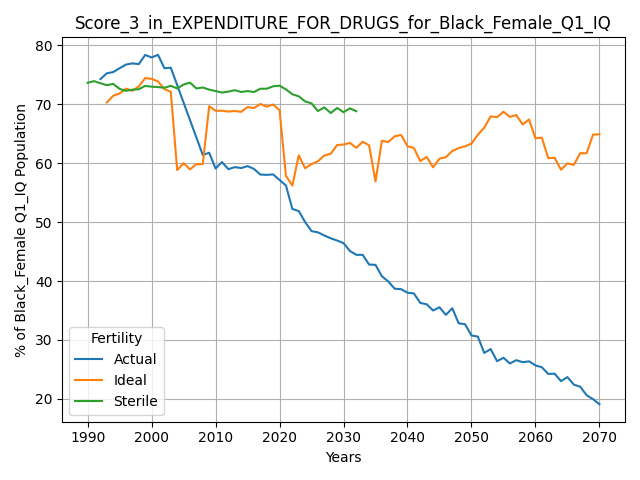 Score_3_in_EXPENDITURE_FOR_DRUGS_for_Black_Female_Q1_IQ
% of Black_Female Q1_IQ Population
80
70
60
50
40
30
20
Fertility
Actual
Ideal
Sterile
1990 2000 2010 2020 2030 2040 2050 2060 2070
Years